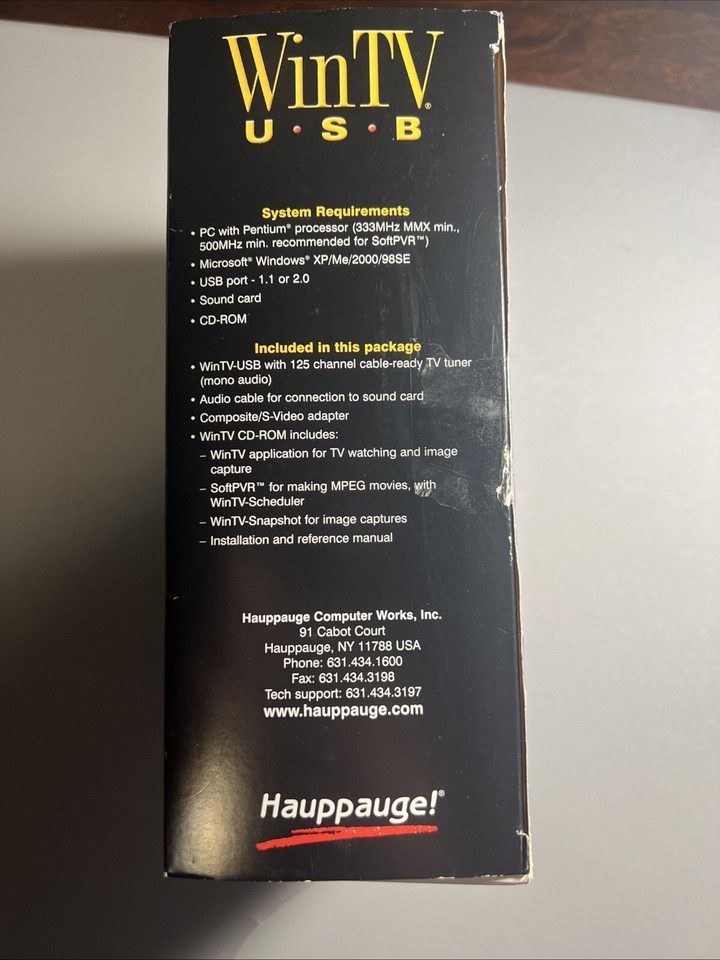 WinTV®
U·S·B
System Requirements
• PC with Pentium® processor (333MHz MMX min.,
500MHz min. recommended for SoftPVR™)
• Microsoft® Windows® XP/Me/2000/98SE
• USB port - 1.1 or 2.0
• Sound card
• CD-ROM
Included in this package
• WinTV-USB with 125 channel cable-ready TV tuner
(mono audio)
• Audio cable for connection to sound card
• Composite/S-Video adapter
• WinTV CD-ROM includes:
– WinTV application for TV watching and image
capture
– SoftPVR™ for making MPEG movies, with
WinTV-Scheduler
– WinTV-Snapshot for image captures
– Installation and reference manual
Hauppauge Computer Works, Inc.
91 Cabot Court
Hauppauge, NY 11788 USA
Phone: 631.434.1600
Fax: 631.434.3198
Tech support: 631.434.3197
www.hauppauge.com
Hauppauge!®